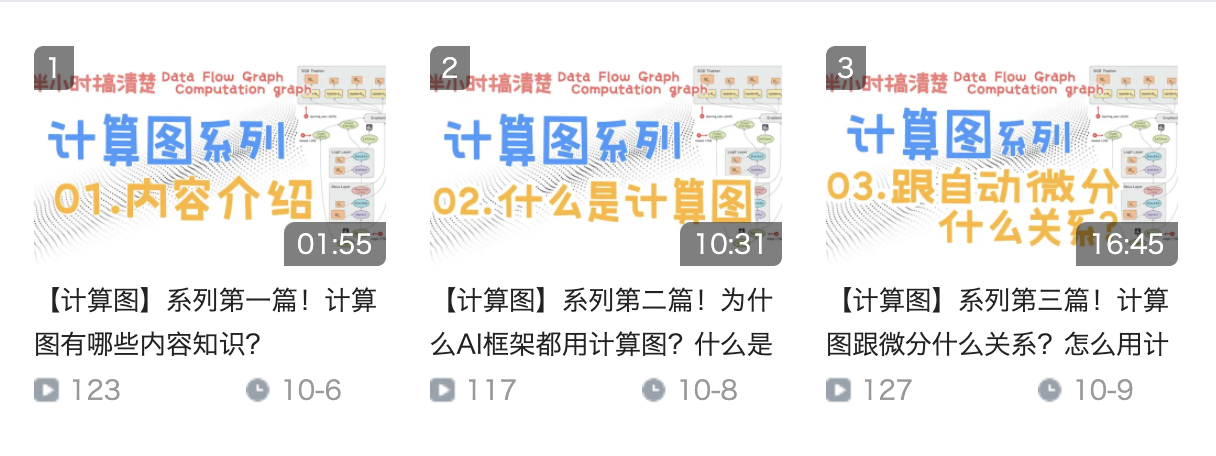 1
半小时搞清楚 Data Flow Graph
Computation graph
计算图系列
01.内容介绍
01:55
【计算图】系列第一篇！计算
图有哪些内容知识？
123
10-6
2
半小时搞清楚 Data Flow Graph
Computation graph
计算图系列
02.什么是计算图
10:31
【计算图】系列第二篇！为什
么AI框架都用计算图？什么是
117
10-8
3
半小时搞清楚 Data Flow Graph
Computation graph
计算图系列
03.跟自动微分
什么关系?
16:45
【计算图】系列第三篇！计算
图跟微分什么关系？怎么用计
127
10-9